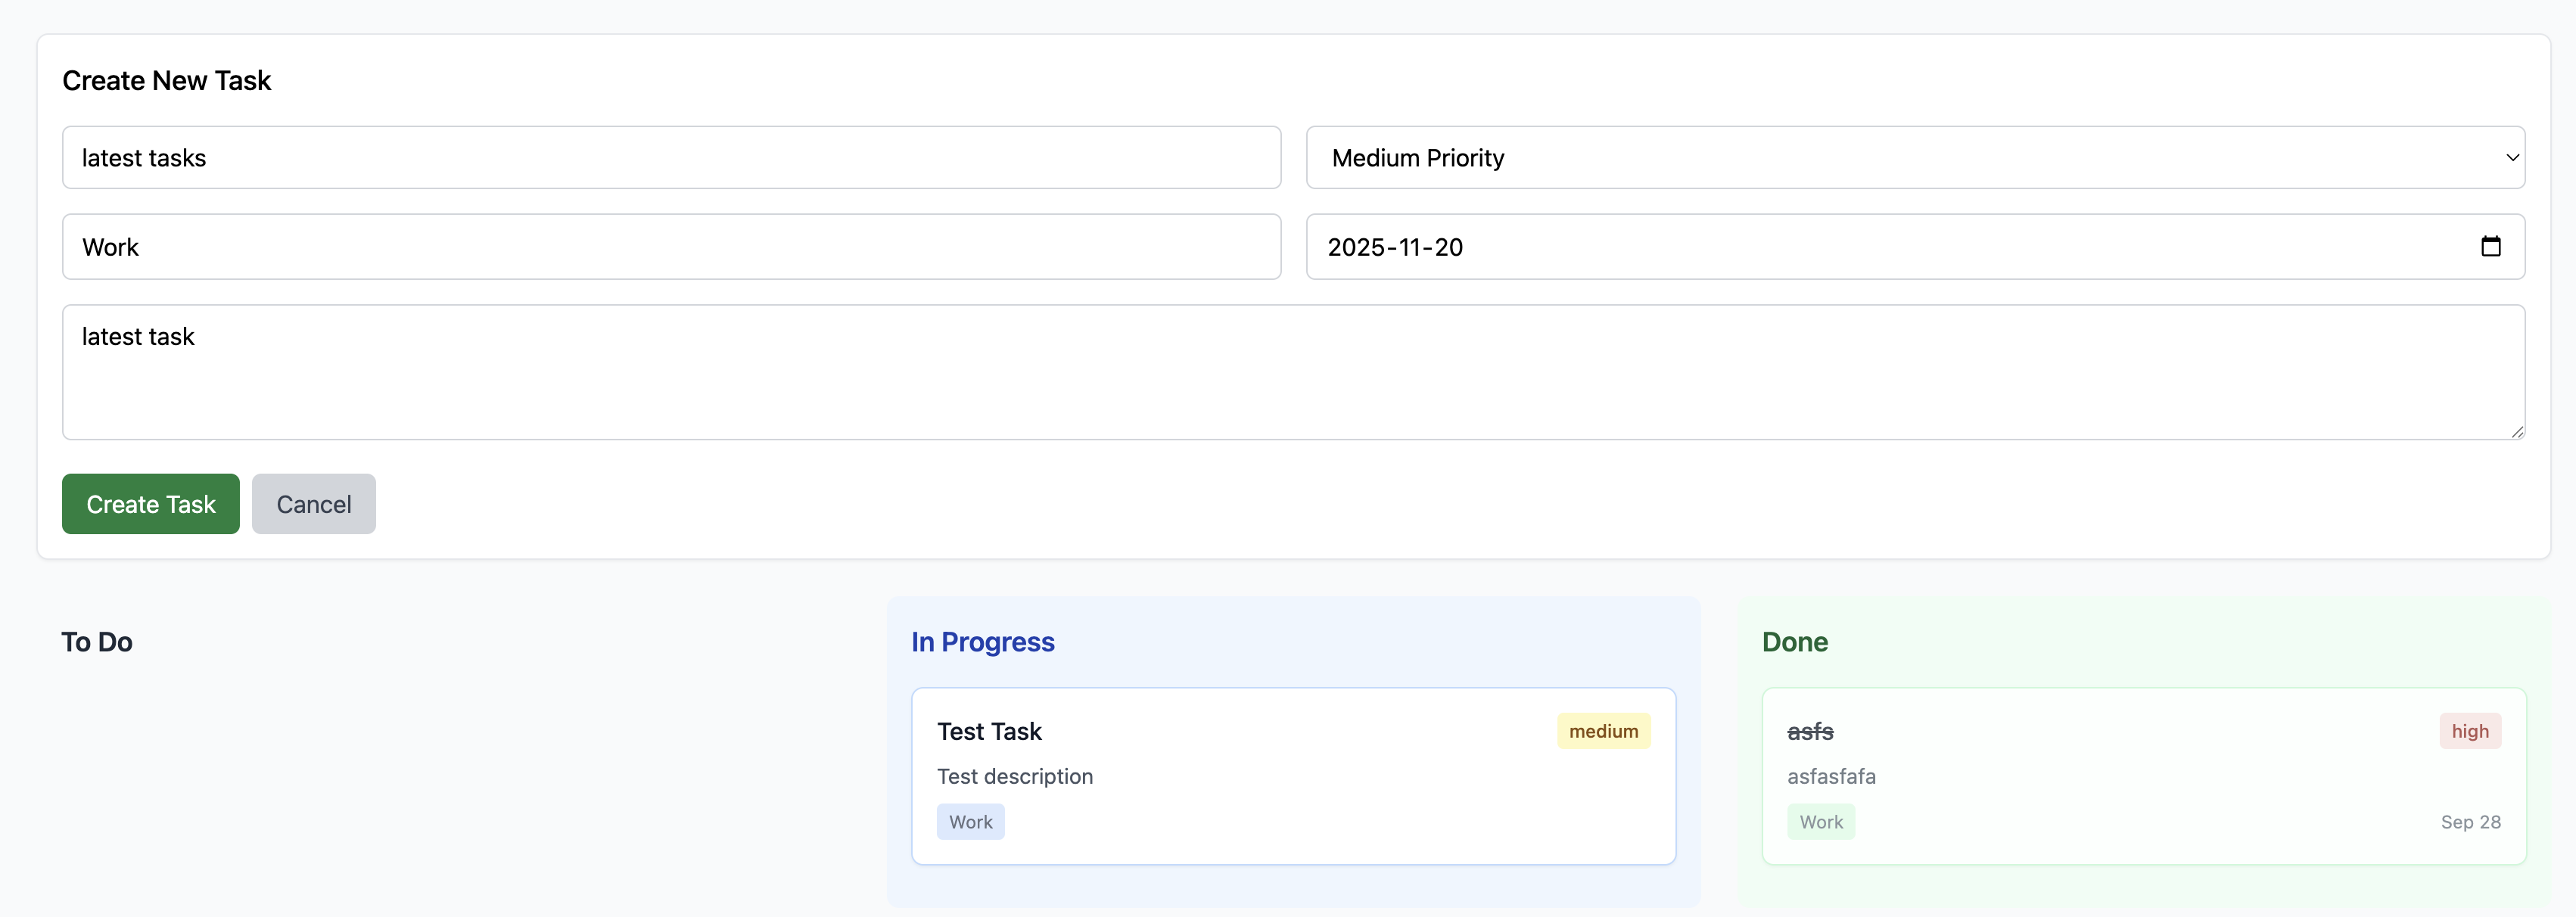 Create New Task
latest tasks
Medium Priority
Work
2025-11-20
latest task
Create Task
Cancel
To Do
In Progress
Test Task
medium
Test description
Work
Done
asfs
high
asfasfafa
Work
Sep 28